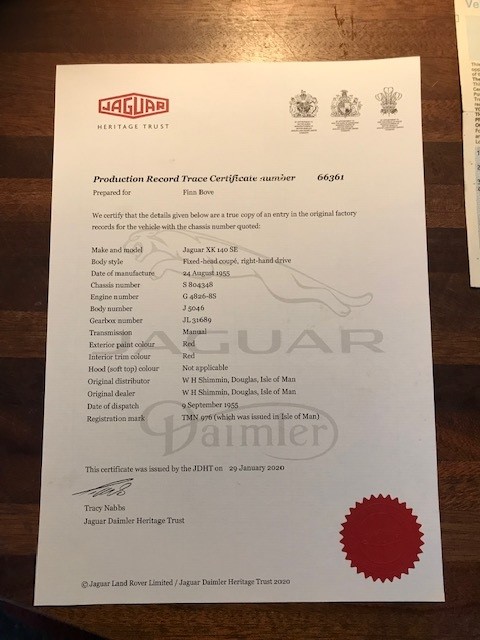 JAGUAR
HERITAGE TRUST
Production Record Trace Certificate number 66361
Prepared for Finn Bove
We certify that the details given below are a true copy of an entry in the original factory
records for the vehicle with the chassis number quoted:
Make and model Jaguar XK 140 SE
Body style Fixed-head coupé, right-hand drive
Date of manufacture 24 August 1955
Chassis number S 804348
Engine number G 4826-8S
Body number J 5046
Gearbox number JL 31689
Transmission Manual
Exterior paint colour Red
Interior trim colour Red
Hood (soft top) colour Not applicable
Original distributor W H Shimmin, Douglas, Isle of Man
Original dealer W H Shimmin, Douglas, Isle of Man
Date of dispatch 9 September 1955
Registration mark TMN 976 (which was issued in Isle of Man)
JAGUAR
Daimler
This certificate was issued by the JDHT on 29 January 2020
Tracy Nabbs
Jaguar Daimler Heritage Trust
© Jaguar Land Rover Limited / Jaguar Daimler Heritage Trust 2020